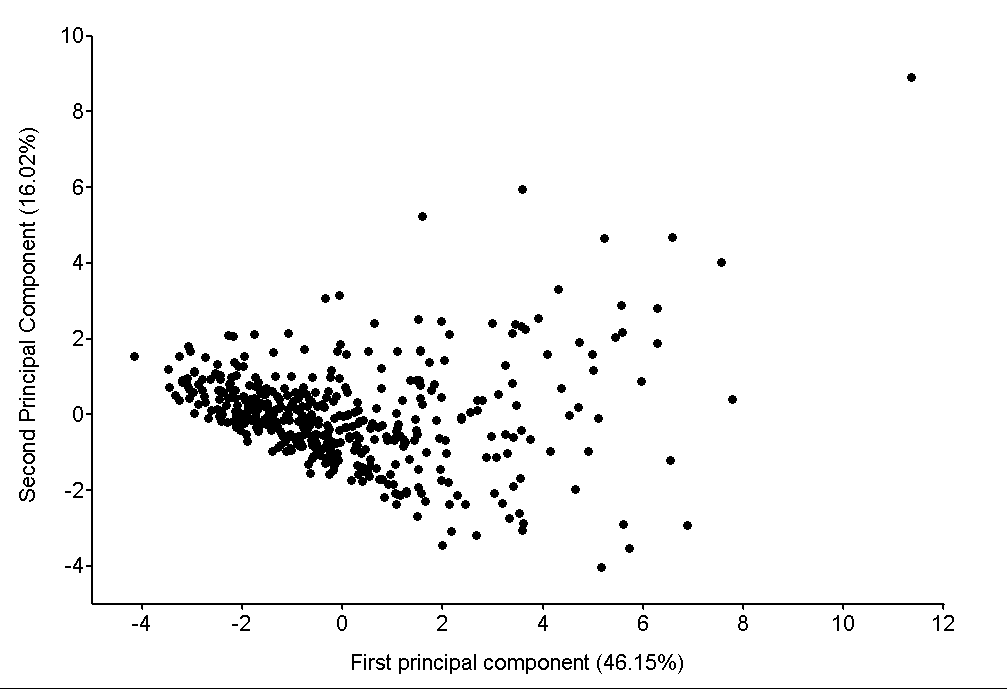 Second Principal Component (16.02%)
10
8
6
4
2
0
-2
-4
-4 -2 0 2 4 6 8 10 12
First principal component (46.15%)